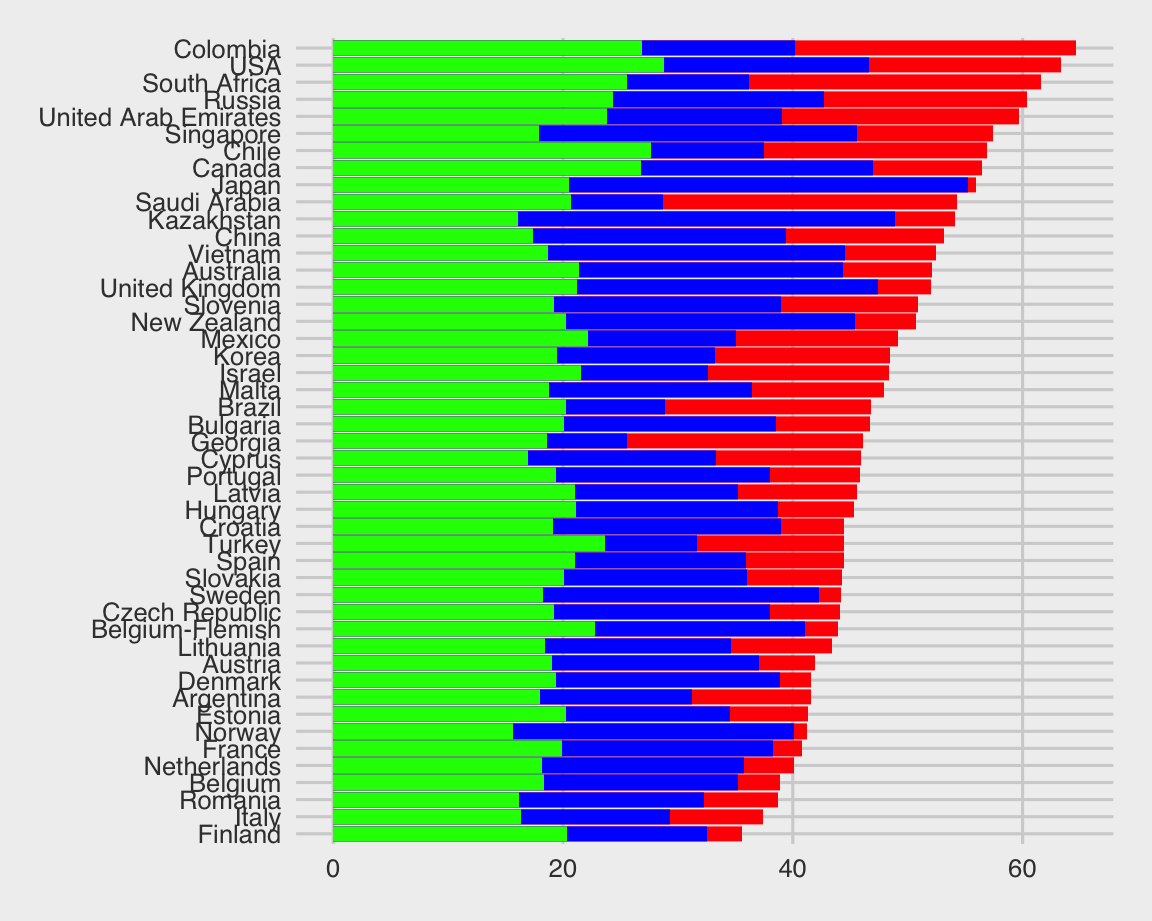 Colombia
USA
South Africa
Russia
United Arab Emirates
Singapore
Chile
Canada
Japan
Saudi Arabia
Kazakhstan
China
Vietnam
Australia
United Kingdom
Slovenia
New Zealand
Mexico
Korea
Israel
Malta
Brazil
Bulgaria
Georgia
Cyprus
Portugal
Latvia
Hungary
Croatia
Turkey
Spain
Slovakia
Sweden
Czech Republic
Belgium-Flemish
Lithuania
Austria
Denmark
Argentina
Estonia
Norway
France
Netherlands
Belgium
Romania
Italy
Finland
0 20 40 60